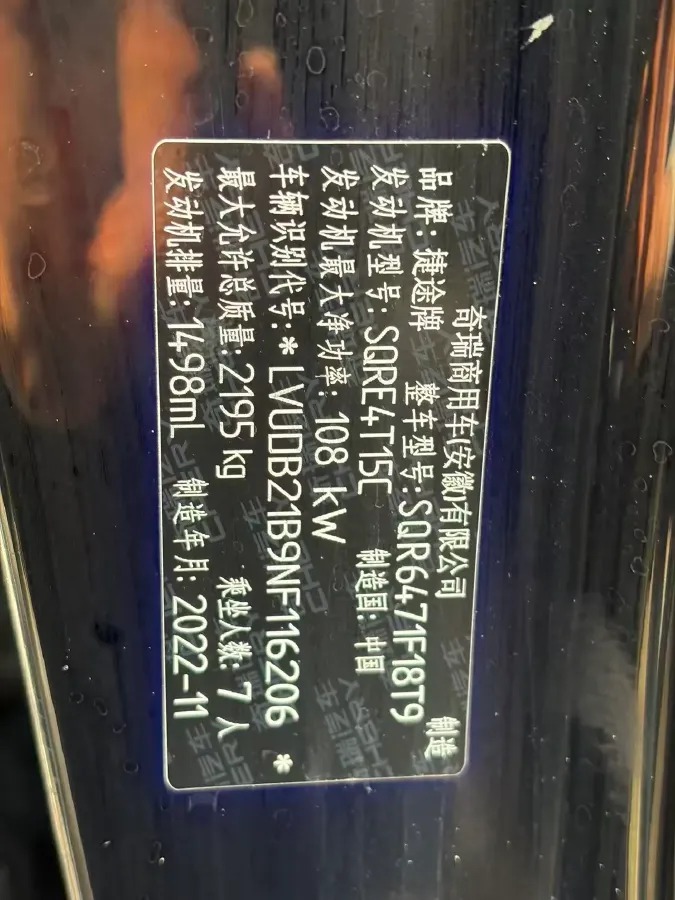 奇瑞商用车(安徽)有限公司 制造
品牌: 捷途牌 整车型号: SQR6471F18T9
发动机型号: SQRE4T15C 制造国: 中国
发动机最大净功率: 108 kW
车辆识别代号: *LVUDB21B9NF116206*
最大允许总质量: 2195 kg 乘坐人数: 7人
发动机排量: 1498mL 制造年月: 2022-11